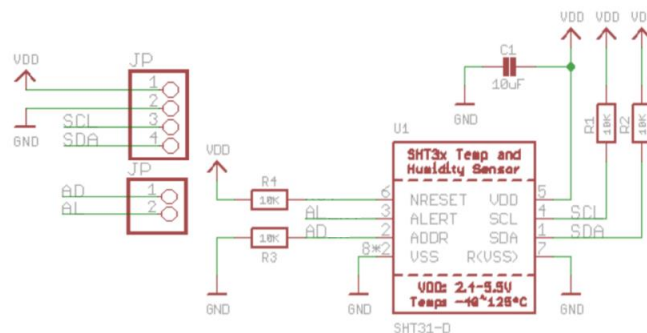 JP
VDD
1
2
GND
SCL
3
SDA
4
JP
AD
1
AL
2
VDD
R4
10K
AL
AD
10K
R3
GND
C1
10uF
GND
VDD
VDD
VDD
R1
10K
R2
10K
U1
SHT3x Temp and
Humidity Sensor
6 NRESET VDD 5
3 ALERT SCL 4 SCL
2 ADDR SDA 1 SDA
8*2 VSS R(VSS) 7
VDD: 2.4-5.5V
Temps -40~125*C
GND
GND
SHT31-D